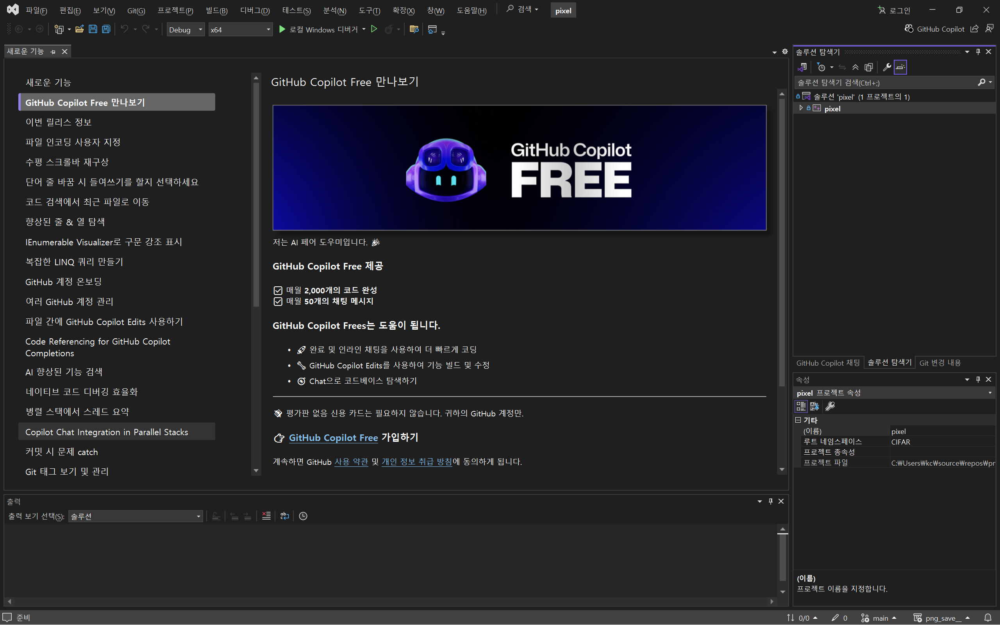 파일(F) 편집(E) 보기(V) Git(G) 프로젝트(P) 빌드(B) 디버그(D) 테스트(S) 분석(N) 도구(T) 확장(X) 창(W) 도움말(H) 검색 pixel 로그인
Debug x64 로컬 Windows 디버거 GitHub Copilot
새로운 기능
새로운 기능
GitHub Copilot Free 만나보기
이번 릴리스 정보
파일 인코딩 사용자 지정
수평 스크롤바 재구상
단어 줄 바꿈 시 들여쓰기를 할지 선택하세요
코드 검색에서 최근 파일로 이동
향상된 줄 & 열 탐색
IEnumerable Visualizer로 구문 강조 표시
복잡한 LINQ 쿼리 만들기
GitHub 계정 온보딩
여러 GitHub 계정 관리
파일 간에 GitHub Copilot Edits 사용하기
Code Referencing for GitHub Copilot
Completions
AI 향상된 기능 검색
네이티브 코드 디버깅 효율화
병렬 스택에서 스레드 요약
Copilot Chat Integration in Parallel Stacks
커밋 시 문제 catch
Git 태그 보기 및 관리
GitHub Copilot Free 만나보기
GitHub Copilot
FREE
저는 AI 페어 도우미입니다. 🎉
GitHub Copilot Free 제공
☑ 매월 2,000개의 코드 완성
☑ 매월 50개의 채팅 메시지
GitHub Copilot Frees는 도움이 됩니다.
• 🚀 완료 및 인라인 채팅을 사용하여 더 빠르게 코딩
• 🔧 GitHub Copilot Edits를 사용하여 기능 빌드 및 수정
• 🧭 Chat으로 코드베이스 탐색하기
평가판 없음 신용 카드는 필요하지 않습니다. 귀하의 GitHub 계정만.
👉 GitHub Copilot Free 가입하기
계속하면 GitHub 사용 약관 및 개인 정보 취급 방침에 동의하게 됩니다.
솔루션 탐색기
솔루션 탐색기 검색(Ctrl+;)
솔루션 'pixel' (1 프로젝트의 1)
pixel
GitHub Copilot 채팅 솔루션 탐색기 Git 변경 내용
속성
pixel 프로젝트 속성
기타
(이름) pixel
루트 네임스페이스 CIFAR
프로젝트 종속성
프로젝트 파일 C:₩Users₩kc₩source₩repos₩pr
(이름)
프로젝트 이름을 지정합니다.
출력
출력 보기 선택(S): 솔루션
준비 0/0 0 main png_save__